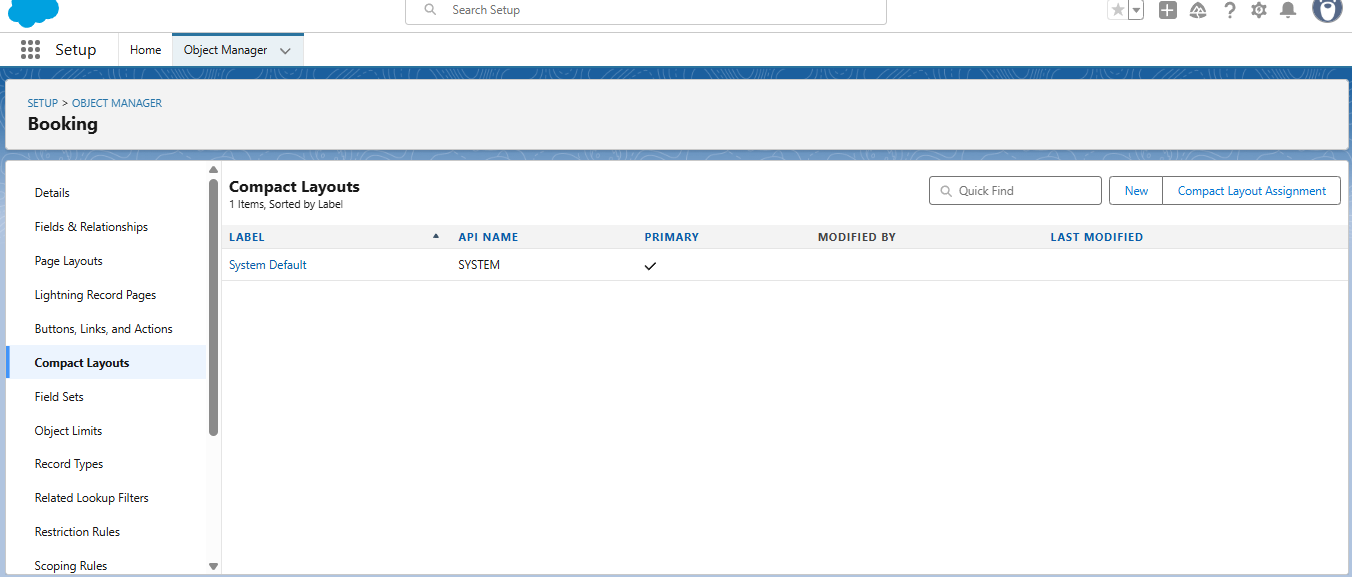 Search Setup
Setup Home Object Manager
SETUP > OBJECT MANAGER
Booking
Details
Fields & Relationships
Page Layouts
Lightning Record Pages
Buttons, Links, and Actions
Compact Layouts
Field Sets
Object Limits
Record Types
Related Lookup Filters
Restriction Rules
Scoping Rules
Compact Layouts
1 Items, Sorted by Label
Quick Find
New
Compact Layout Assignment
LABEL API NAME PRIMARY MODIFIED BY LAST MODIFIED
System Default SYSTEM